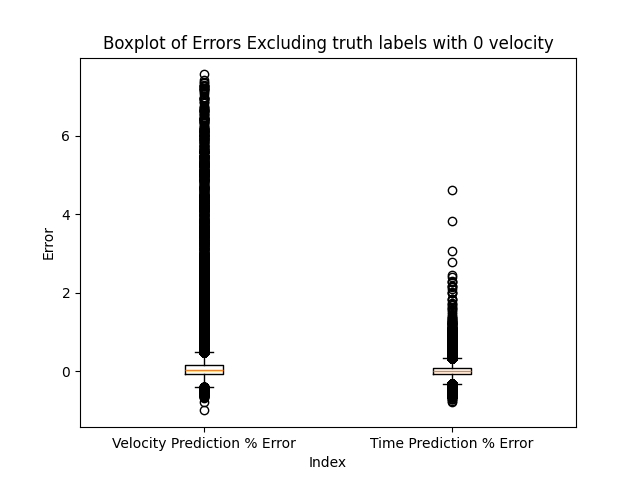 Boxplot of Errors Excluding truth labels with 0 velocity
6
4
2
0
Error
Velocity Prediction % Error
Time Prediction % Error
Index